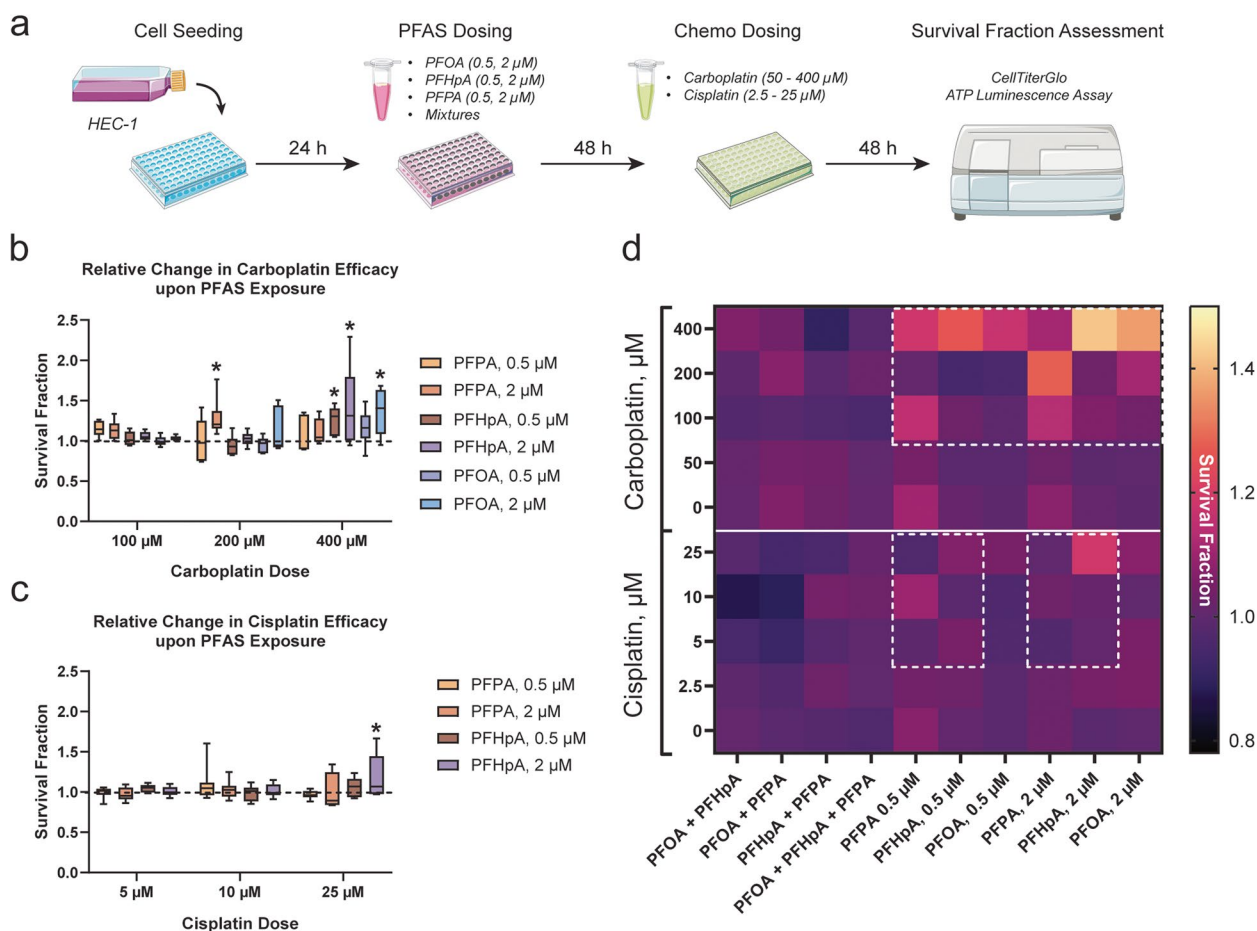 a
Cell Seeding
HEC-1
24 h
PFAS Dosing
• PFOA (0.5, 2 µM)
• PFHpA (0.5, 2 µM)
• PFPA (0.5, 2 µM)
• Mixtures
48 h
Chemo Dosing
• Carboplatin (50 - 400 µM)
• Cisplatin (2.5 - 25 µM)
48 h
Survival Fraction Assessment
CellTiterGlo
ATP Luminescence Assay
b
Relative Change in Carboplatin Efficacy
upon PFAS Exposure
Survival Fraction
2.5
2.0
1.5
1.0
0.5
0.0
*
*
*
*
100 µM
200 µM
400 µM
Carboplatin Dose
PFPA, 0.5 µM
PFPA, 2 µM
PFHpA, 0.5 µM
PFHpA, 2 µM
PFOA, 0.5 µM
PFOA, 2 µM
c
Relative Change in Cisplatin Efficacy
upon PFAS Exposure
Survival Fraction
2.5
2.0
1.5
1.0
0.5
0.0
*
5 µM
10 µM
25 µM
Cisplatin Dose
PFPA, 0.5 µM
PFPA, 2 µM
PFHpA, 0.5 µM
PFHpA, 2 µM
d
Carboplatin, µM
400
200
100
50
0
Cisplatin, µM
25
10
5
2.5
0
PFOA + PFHpA
PFOA + PFPA
PFHpA + PFPA
PFOA + PFHpA + PFPA
PFPA 0.5 µM
PFHpA, 0.5 µM
PFOA, 0.5 µM
PFPA, 2 µM
PFHpA, 2 µM
PFOA, 2 µM
Survival Fraction
1.4
1.2
1.0
0.8